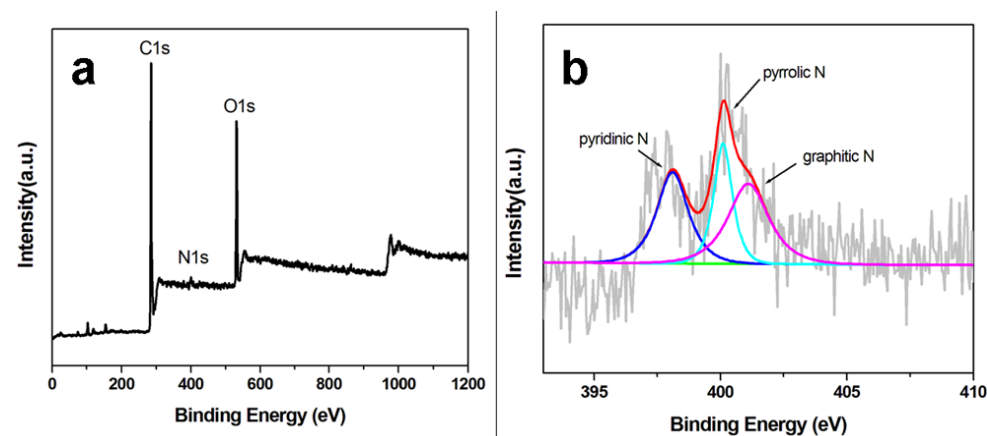 a
C1s
O1s
N1s
Intensity(a.u.)
0 200 400 600 800 1000 1200
Binding Energy (eV)
b
pyrrolic N
pyridinic N
graphitic N
Intensity(a.u.)
395 400 405 410
Binding Energy (eV)